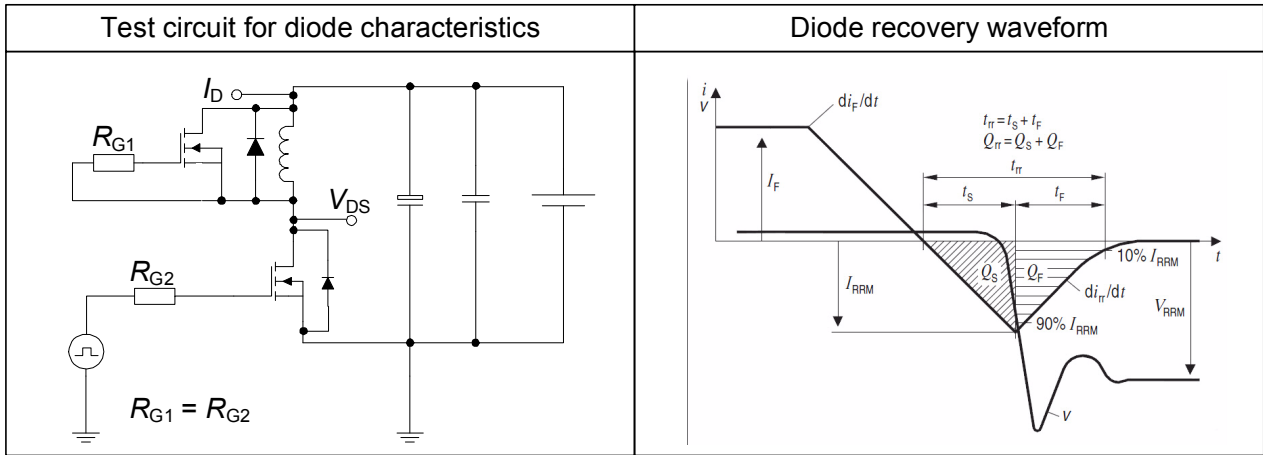 Test circuit for diode characteristics
Diode recovery waveform
I_D
R_G1
V_DS
R_G2
R_G1 = R_G2
i
V
di_F/dt
t_rr = t_S + t_F
Q_rr = Q_S + Q_F
t_rr
t_S
t_F
I_F
Q_S
Q_F
10% I_RRM
t
I_RRM
di_rr/dt
90% I_RRM
V_RRM
V